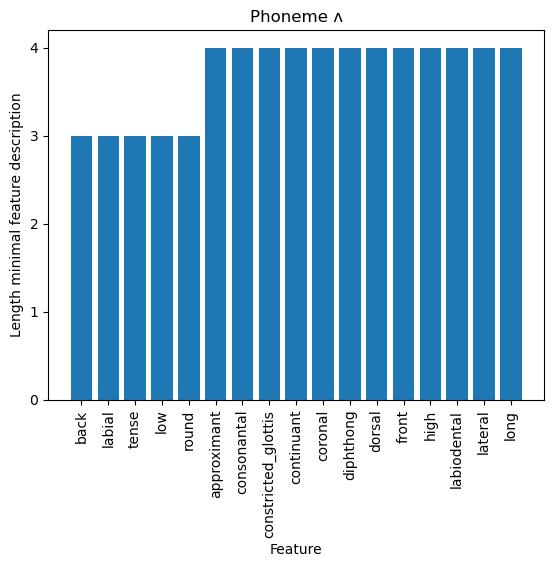 Phoneme ʌ
Length minimal feature description
4
3
2
1
0
back
labial
tense
low
round
approximant
consonantal
constricted_glottis
continuant
coronal
diphthong
dorsal
front
high
labiodental
lateral
long
Feature